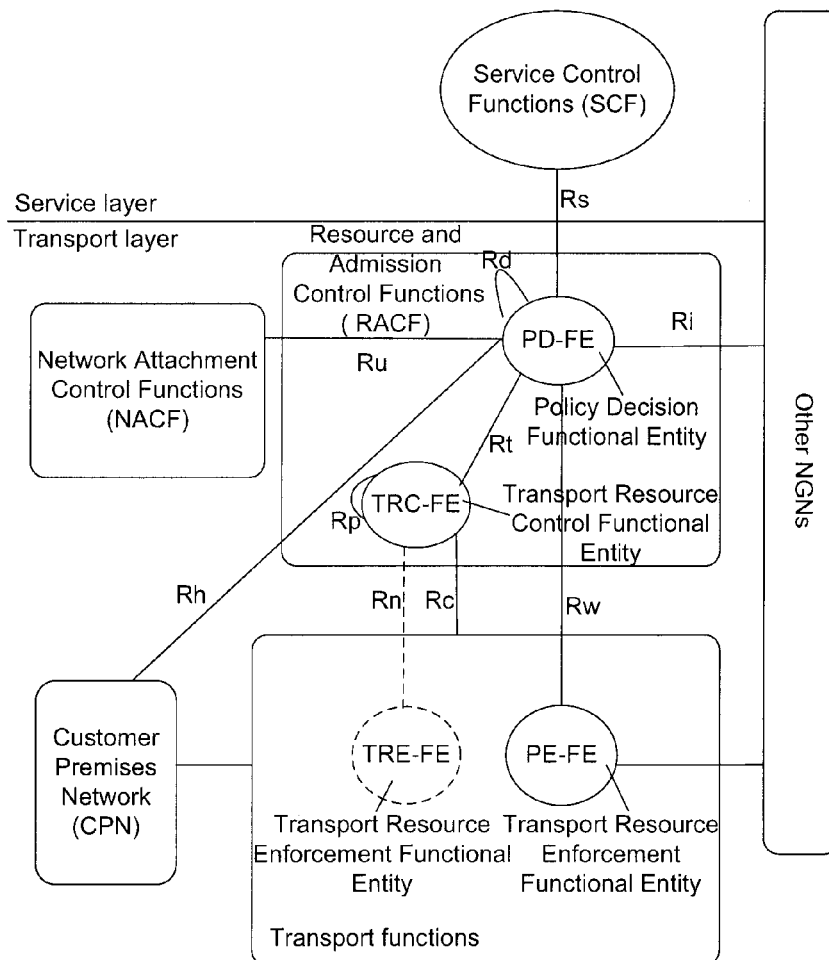 Service Control
Functions (SCF)
Rs
Service layer
Transport layer
Resource and
Admission
Control Functions
( RACF)
Rd
PD-FE
Ri
Network Attachment
Control Functions
(NACF)
Ru
Policy Decision
Functional Entity
Rt
TRC-FE
Rp
Transport Resource
Control Functional
Entity
Other NGNs
Rh
Rn
Rc
Rw
Customer
Premises
Network
(CPN)
TRE-FE
PE-FE
Transport Resource
Enforcement Functional
Entity
Transport Resource
Enforcement
Functional Entity
Transport functions